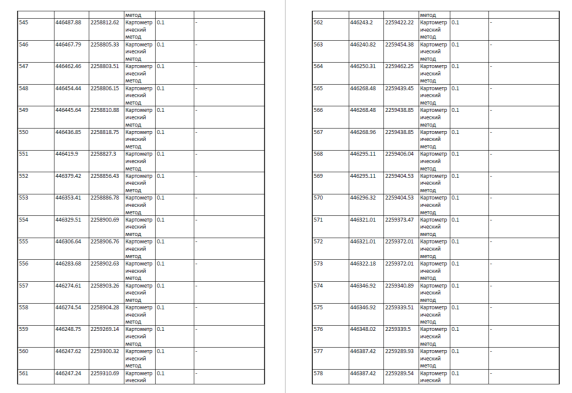 метод
545 446487.88 2258812.62 Картометр 0,1 -
ический
метод
546 446467.79 2258805.33 Картометр 0,1 -
ический
метод
547 446462.46 2258803.51 Картометр 0,1 -
ический
метод
548 446454.44 2258806.15 Картометр 0,1 -
ический
метод
549 446445.64 2258810.88 Картометр 0,1 -
ический
метод
550 446436.85 2258818.75 Картометр 0,1 -
ический
метод
551 446419.9 2258827.3 Картометр 0,1 -
ический
метод
552 446379.42 2258856.43 Картометр 0,1 -
ический
метод
553 446353.41 2258886.78 Картометр 0,1 -
ический
метод
554 446329.51 2258900.69 Картометр 0,1 -
ический
метод
555 446306.64 2258906.76 Картометр 0,1 -
ический
метод
556 446283.68 2258902.63 Картометр 0,1 -
ический
метод
557 446274.61 2258903.26 Картометр 0,1 -
ический
метод
558 446274.54 2258904.28 Картометр 0,1 -
ический
метод
559 446248.75 2259269.14 Картометр 0,1 -
ический
метод
560 446247.62 2259300.32 Картометр 0,1 -
ический
метод
561 446247.24 2259310.69 Картометр 0,1 -
ический
метод
562 446243.2 2259422.22 Картометр 0,1 -
ический
метод
563 446240.82 2259454.38 Картометр 0,1 -
ический
метод
564 446250.31 2259462.25 Картометр 0,1 -
ический
метод
565 446268.48 2259439.45 Картометр 0,1 -
ический
метод
566 446268.48 2259438.85 Картометр 0,1 -
ический
метод
567 446268.96 2259438.85 Картометр 0,1 -
ический
метод
568 446295.11 2259406.04 Картометр 0,1 -
ический
метод
569 446295.11 2259404.53 Картометр 0,1 -
ический
метод
570 446296.32 2259404.53 Картометр 0,1 -
ический
метод
571 446321.01 2259373.47 Картометр 0,1 -
ический
метод
572 446321.01 2259372.01 Картометр 0,1 -
ический
метод
573 446322.18 2259372.01 Картометр 0,1 -
ический
метод
574 446346.92 2259340.89 Картометр 0,1 -
ический
метод
575 446346.92 2259339.51 Картометр 0,1 -
ический
метод
576 446348.02 2259339.5 Картометр 0,1 -
ический
метод
577 446387.42 2259289.93 Картометр 0,1 -
ический
метод
578 446387.42 2259289.54 Картометр 0,1 -
ический